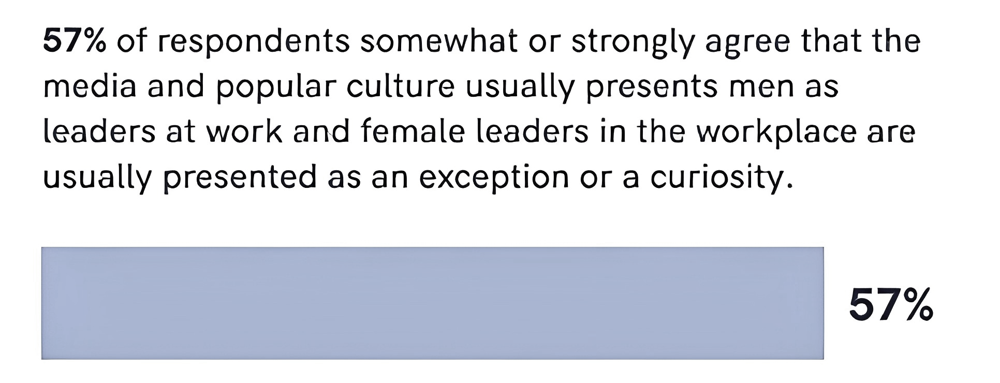 57% of respondents somewhat or strongly agree that the
media and popular culture usually presents men as
leaders at work and female leaders in the workplace are
usually presented as an exception or a curiosity.
57%